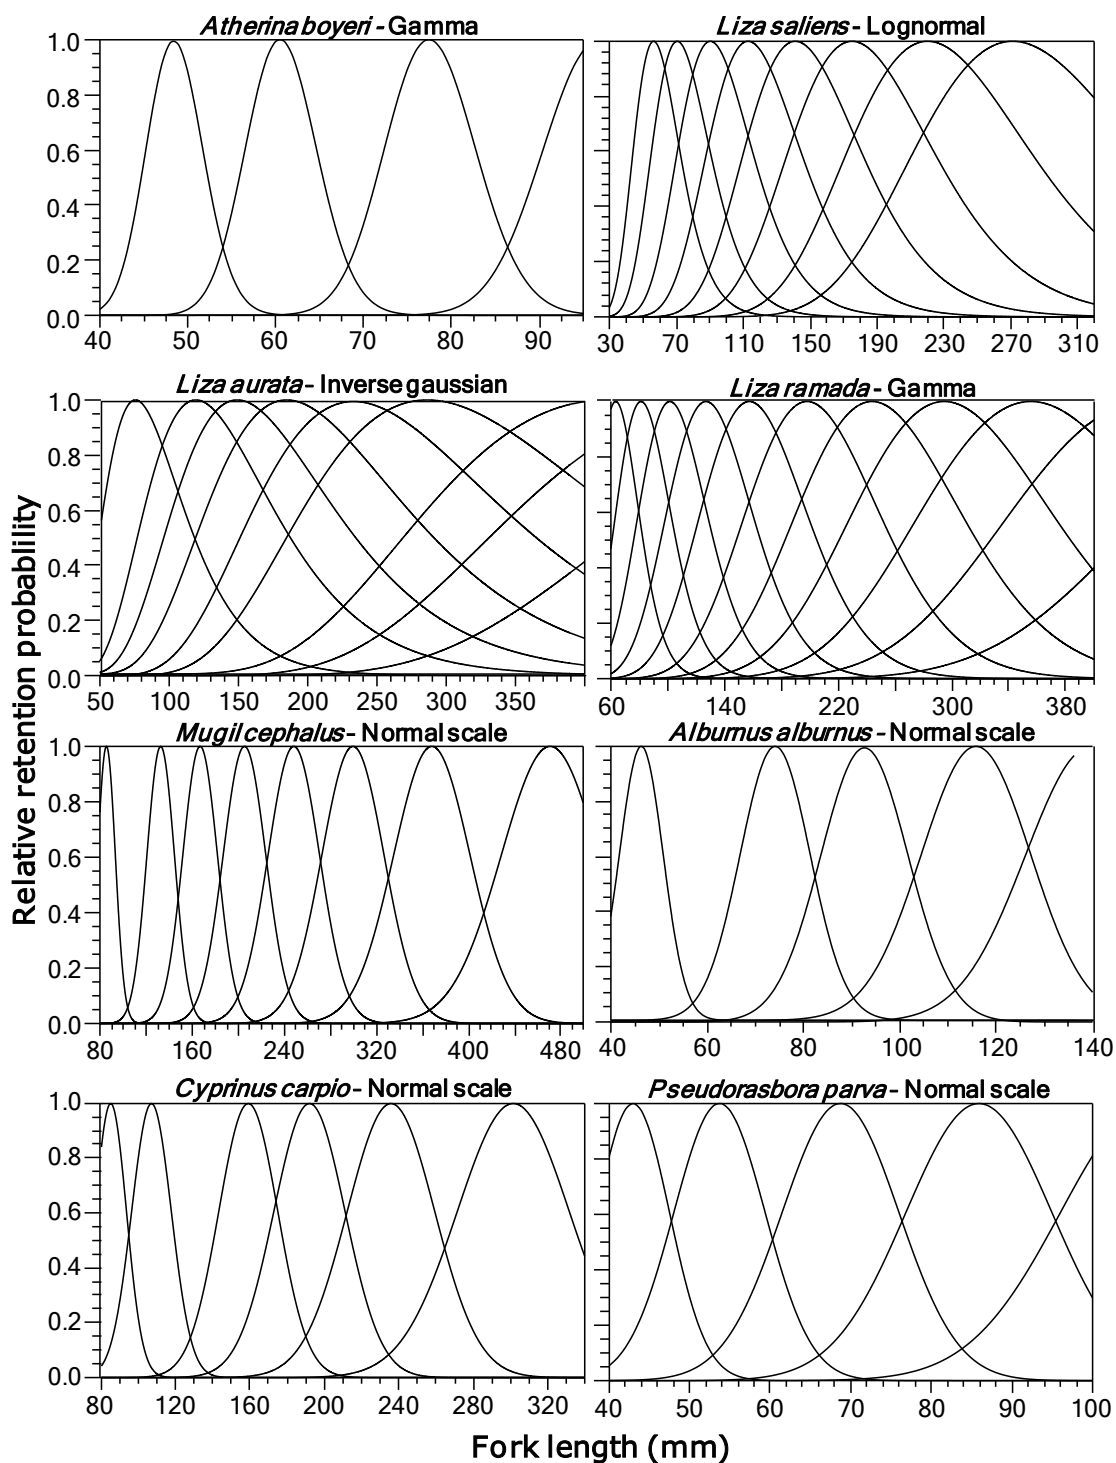 Atherina boyeri - Gamma
Liza saliens - Lognormal
1.0
0.8
0.6
0.4
0.2
0.0
40 50 60 70 80 90
30 70 110 150 190 230 270 310
Liza aurata - Inverse gaussian
Liza ramada - Gamma
1.0
0.8
0.6
0.4
0.2
0.0
50 100 150 200 250 300 350
60 140 220 300 380
Relative retention probablility
Mugil cephalus - Normal scale
Alburnus alburnus - Normal scale
1.0
0.8
0.6
0.4
0.2
0.0
80 160 240 320 400 480
40 60 80 100 120 140
Cyprinus carpio - Normal scale
Pseudorasbora parva - Normal scale
1.0
0.8
0.6
0.4
0.2
0.0
80 120 160 200 240 280 320
40 50 60 70 80 90 100
Fork length (mm)